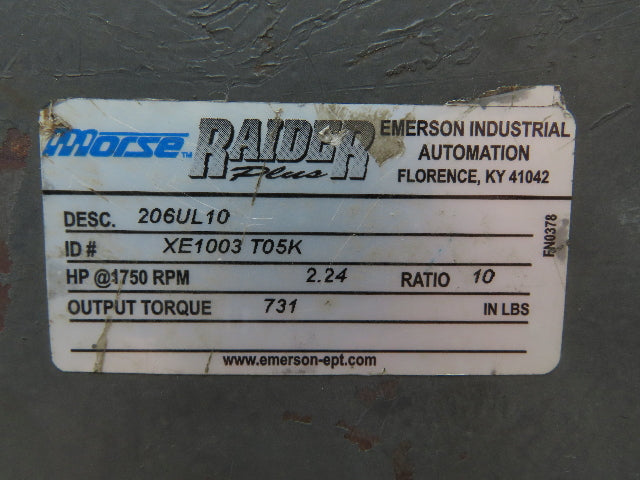 Morse™ RAIDER Plus
EMERSON INDUSTRIAL
AUTOMATION
FLORENCE, KY 41042
DESC. 206UL10
ID # XE1003 T05K
HP @1750 RPM 2.24 RATIO 10
OUTPUT TORQUE 731 IN LBS
www.emerson-ept.com
FN0378